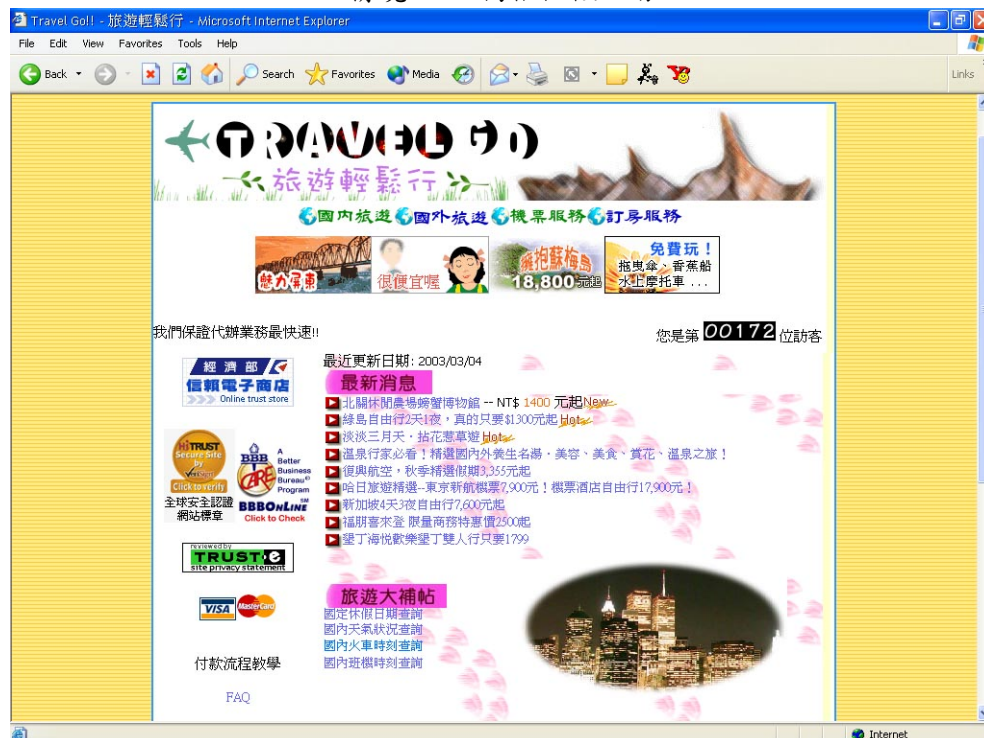 Travel Go!! - 旅遊輕鬆行 - Microsoft Internet Explorer
File Edit View Favorites Tools Help
Back Search Favorites Media Links
TRAVEL GO
旅遊輕鬆行
國內旅遊 國外旅遊 機票服務 訂房服務
魅力屏東 很便宜喔 擁抱蘇梅島 18,800元起 免費玩！ 拖曳傘、香蕉船 水上摩托車 ...
我們保證代辦業務最快速!! 您是第 00172 位訪客
經濟部
信賴電子商店
Online trust store
最近更新日期: 2003/03/04
最新消息
北關休閒農場螃蟹博物館 -- NT$ 1400 元起New
綠島自由行2天1夜，真的只要$1300元起 Hot
淡淡三月天‧拈花惹草遊 Hot
溫泉行家必看！精選國內外養生名湯‧美容、美食、賞花、溫泉之旅！
復興航空，秋季精選假期3,355元起
哈日旅遊精選--東京新航機票7,900元！機票酒店自由行17,900元！
新加坡4天3夜自由行7,600元起
福朋喜來登 限量商務特惠價2500起
墾丁海悅歡樂墾丁雙人行只要1799
HiTRUST
Secure Site
by
VeriSign
Click to verify
全球安全認證
網站標章
BBB
CARE
A
Better
Business
Bureau
Program
BBBOnLine
Click to Check
reviewed by
TRUST e
site privacy statement
VISA MasterCard
付款流程教學
FAQ
旅遊大補帖
國定休假日期查詢
國內天氣狀況查詢
國內火車時刻查詢
國內班機時刻查詢
Internet